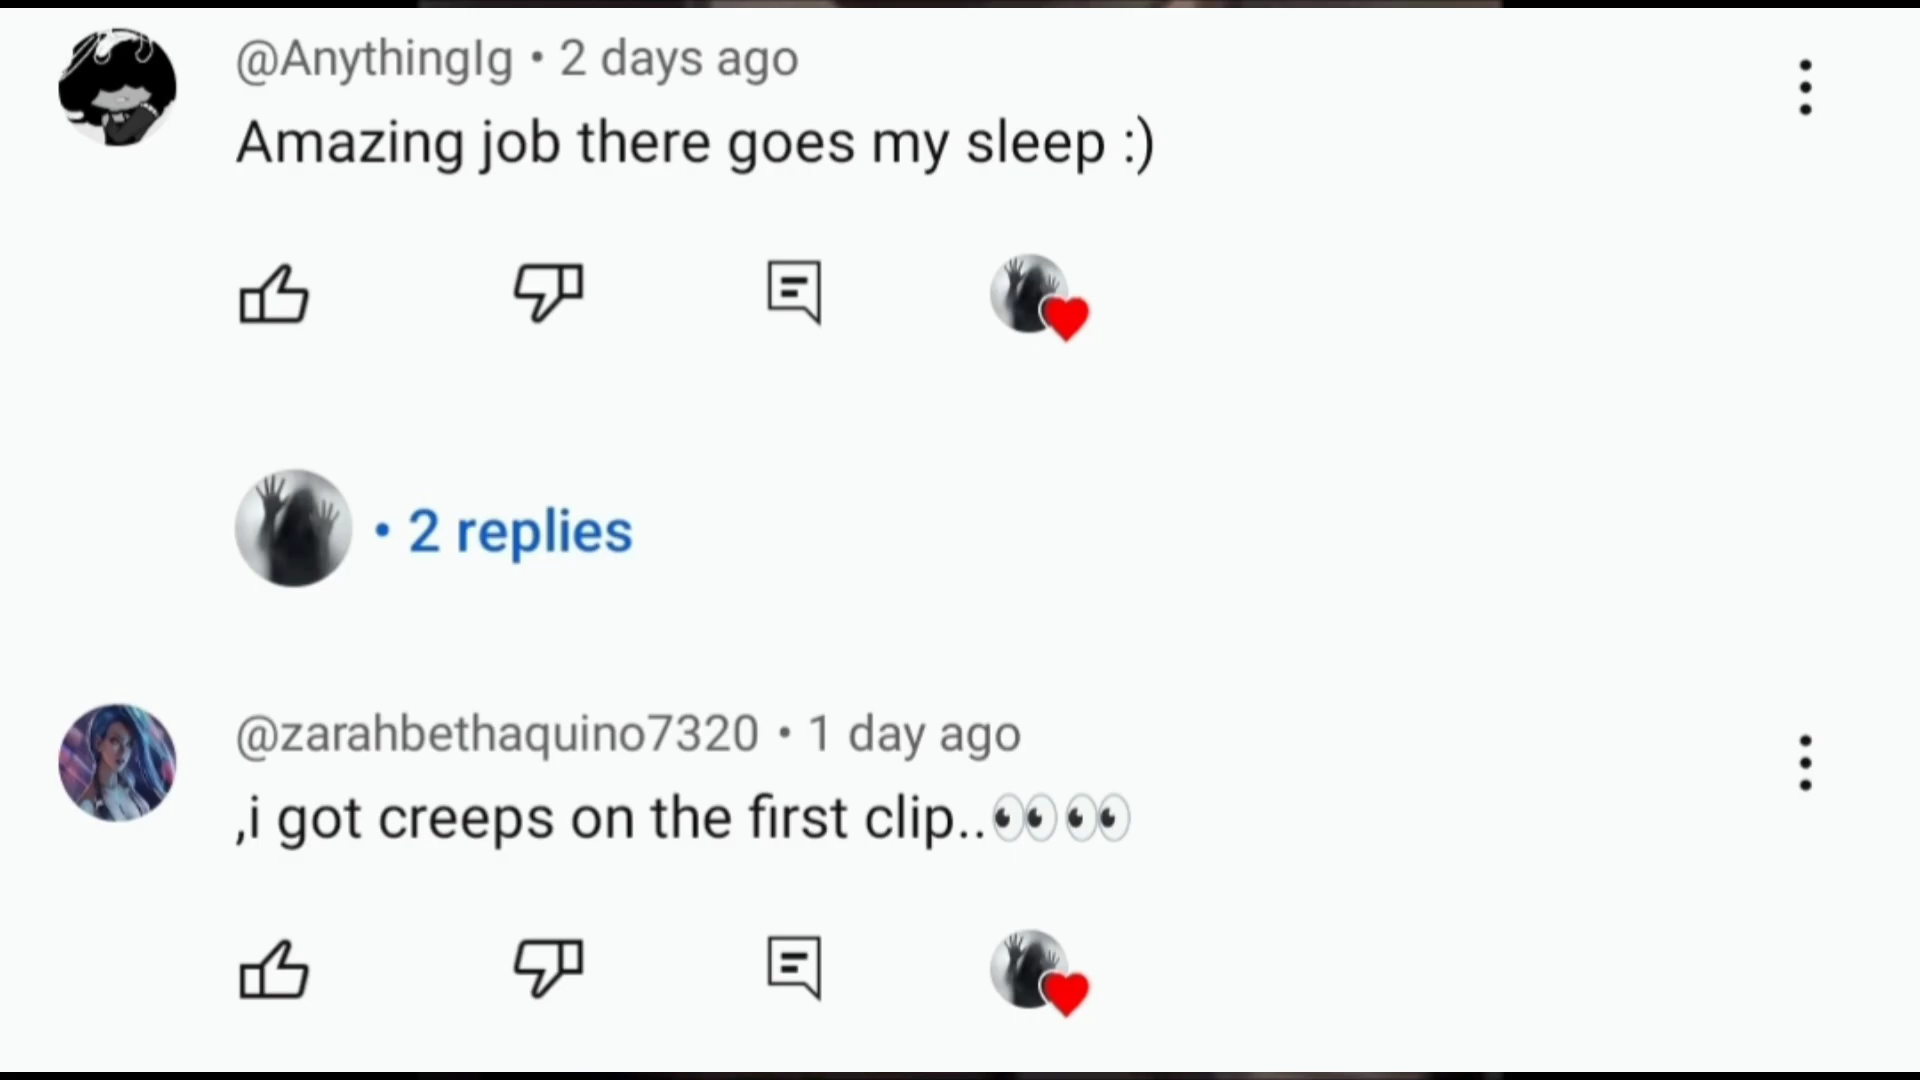 @AnythingIg • 2 days ago
Amazing job there goes my sleep :)
• 2 replies
@zarahbethaquino7320 • 1 day ago
,i got creeps on the first clip..👀👀